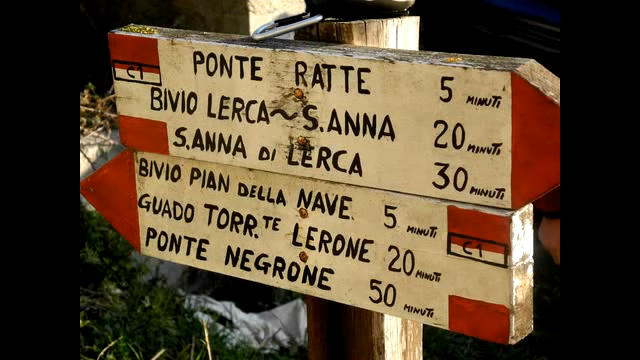 C1
PONTE RATTE 5 MINUTI
BIVIO LERCA~S.ANNA 20 MINUTI
S.ANNA DI LERCA 30 MINUTI
BIVIO PIAN DELLA NAVE. 5 MINUTI
GUADO TORR.TE LERONE 20 MINUTI
PONTE NEGRONE 50 MINUTI
C1